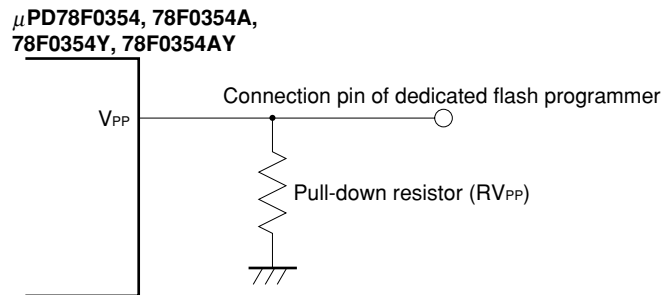 μPD78F0354, 78F0354A,
78F0354Y, 78F0354AY
Connection pin of dedicated flash programmer
VPP
Pull-down resistor (RVPP)